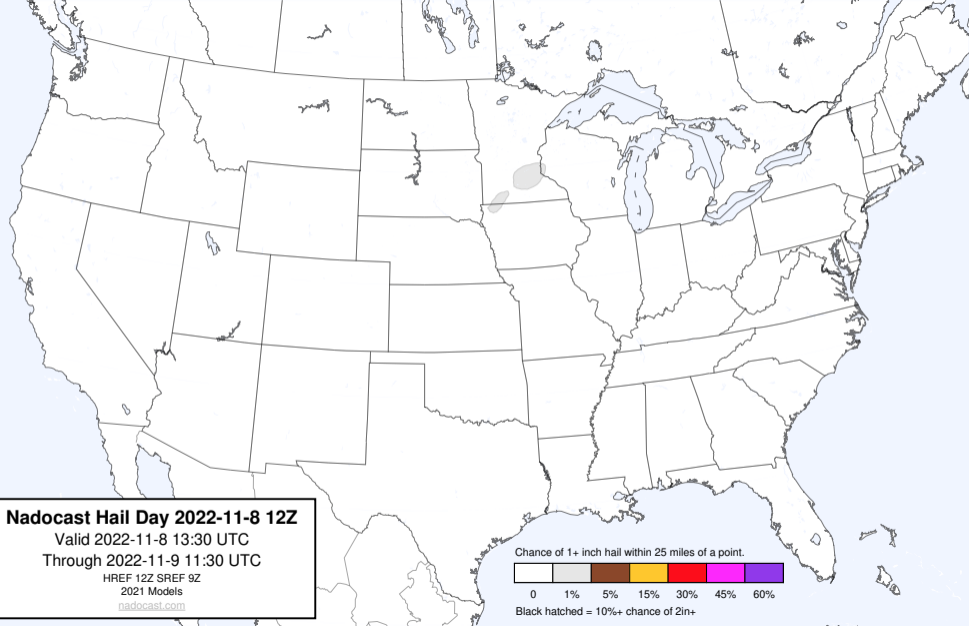 Nadocast Hail Day 2022-11-8 12Z
Valid 2022-11-8 13:30 UTC
Through 2022-11-9 11:30 UTC
HREF 12Z SREF 9Z
2021 Models
nadocast.com
Chance of 1+ inch hail within 25 miles of a point.
0 1% 5% 15% 30% 45% 60%
Black hatched = 10%+ chance of 2in+